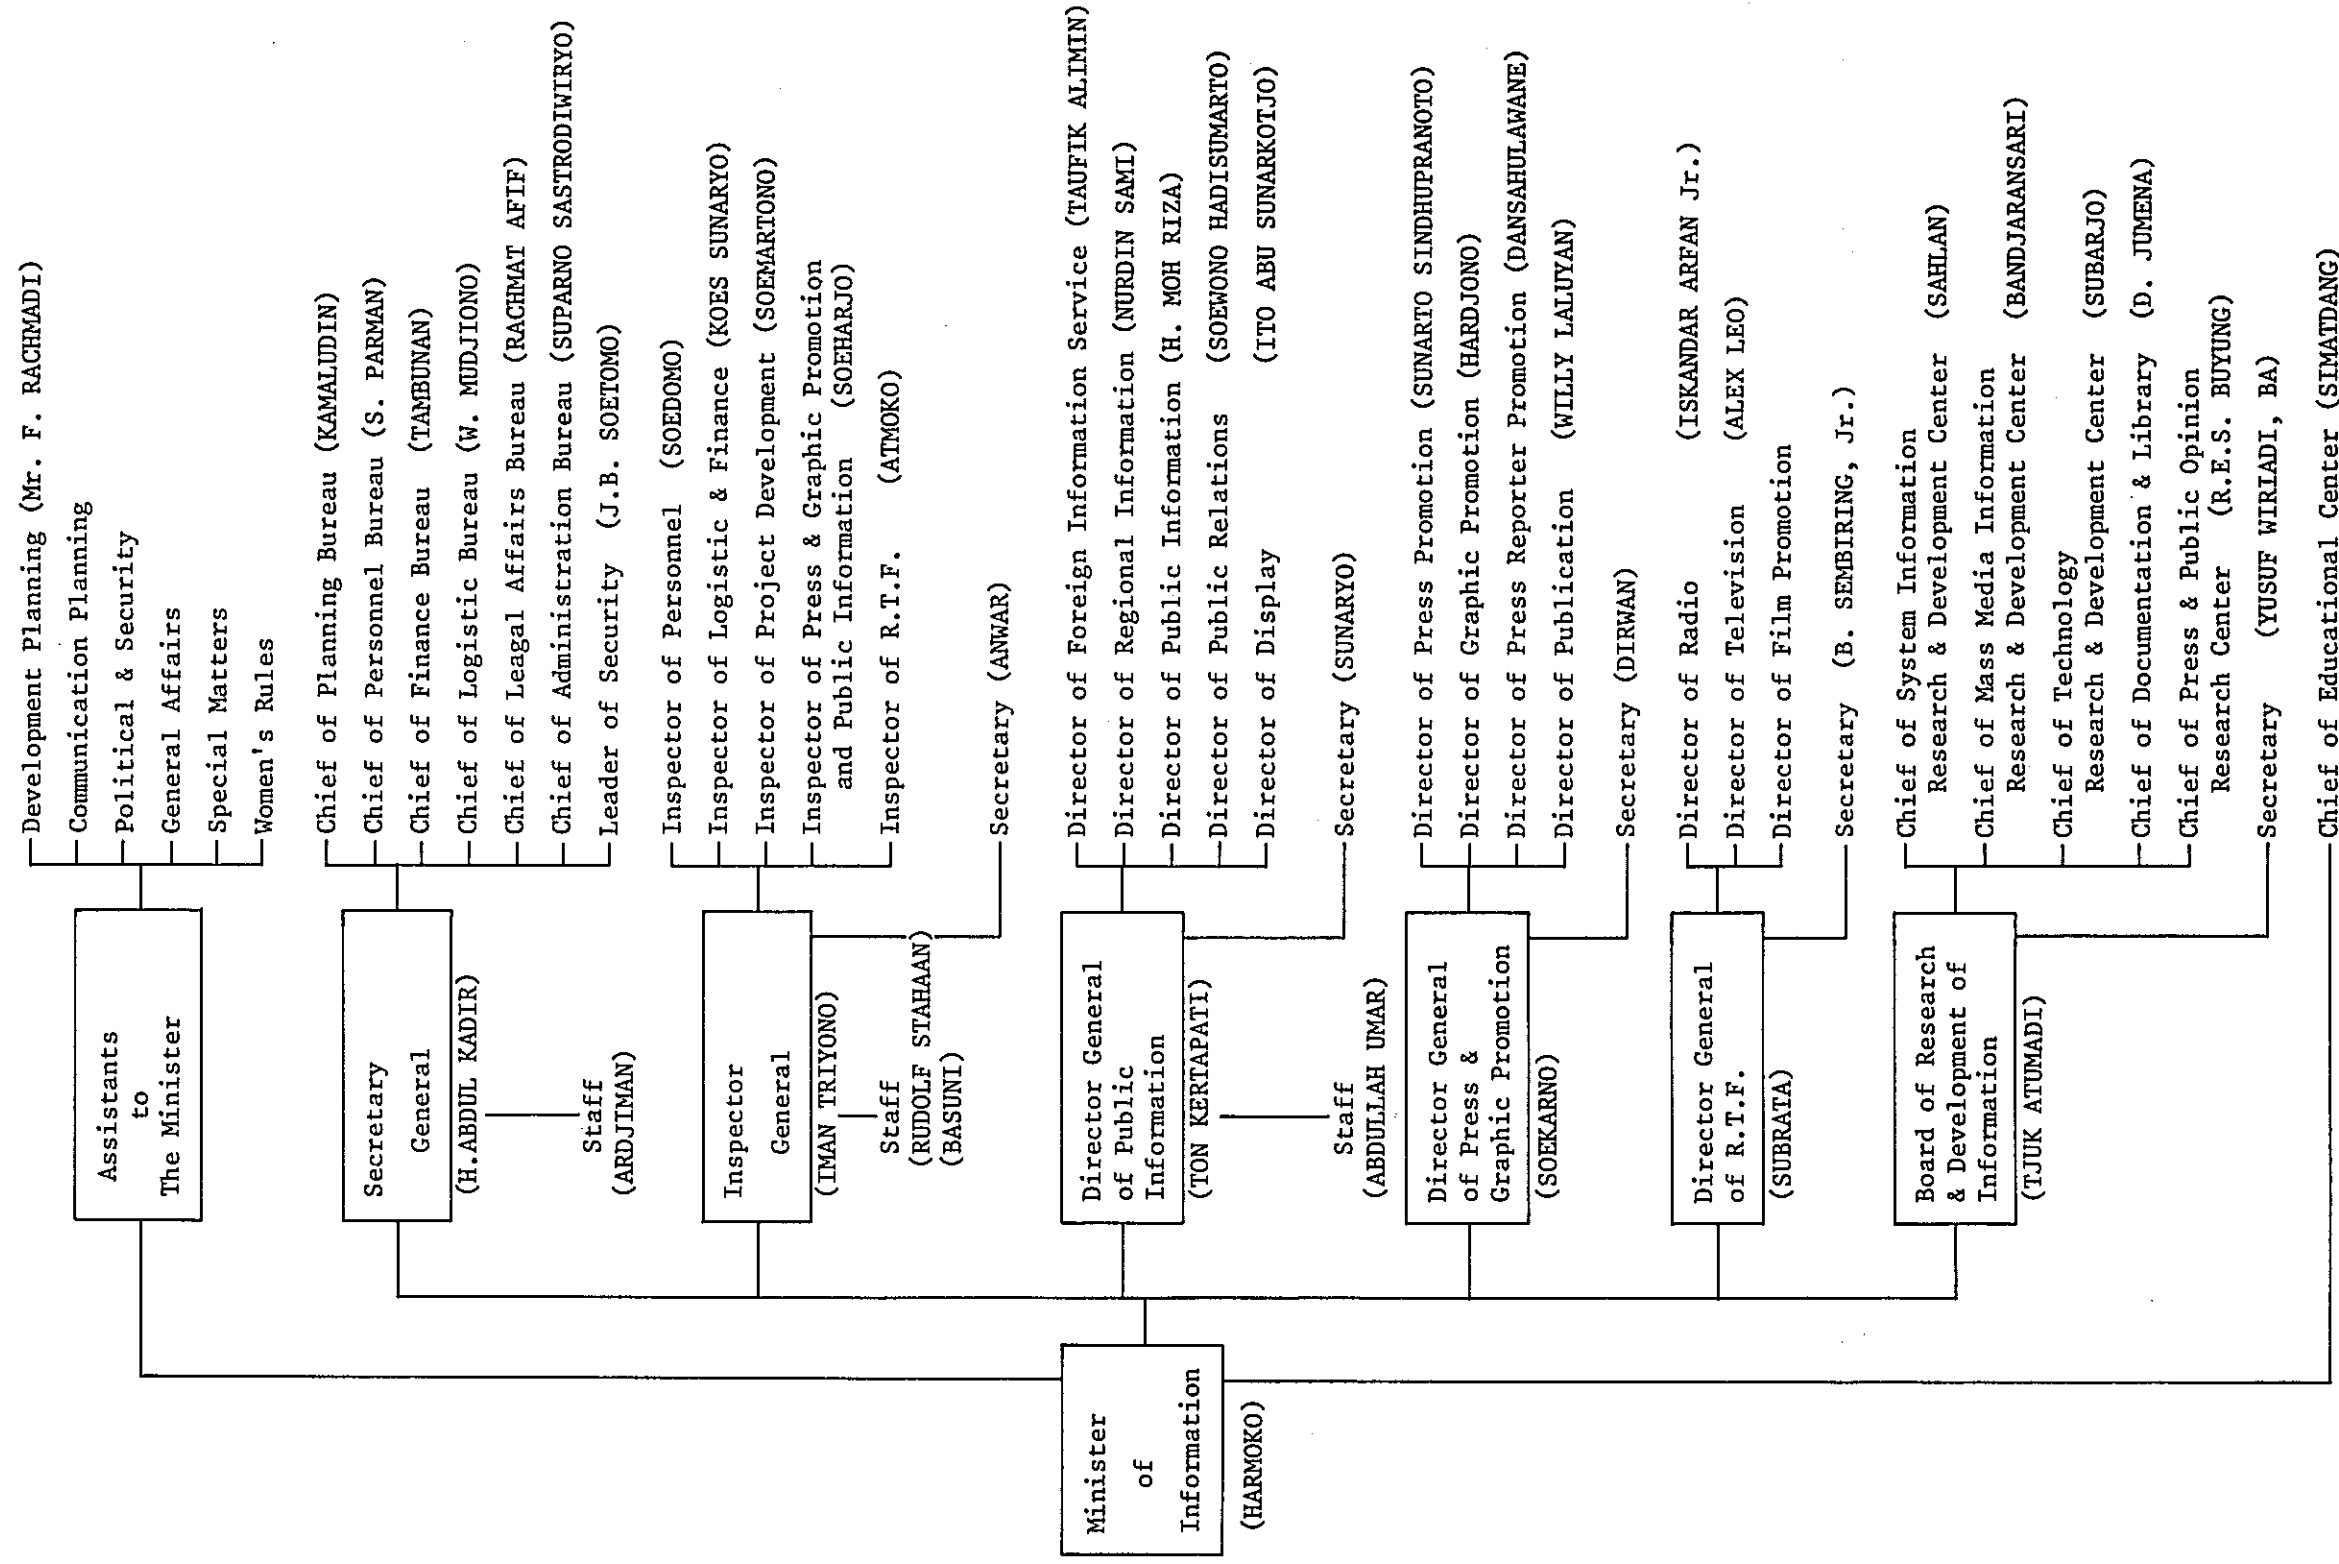 Minister
of
Information
(HARMOKO)
Assistants
to
The Minister
Development Planning (Mr. F. RACHMADI)
Communication Planning
Political & Security
General Affairs
Special Matters
Women's Rules
Secretary
General
(H.ABDUL KADIR)
Staff
(ARDJIMAN)
Chief of Planning Bureau (KAMALUDIN)
Chief of Personnel Bureau (S. PARMAN)
Chief of Finance Bureau (TAMBUNAN)
Chief of Logistic Bureau (W. MUDJIONO)
Chief of Leagal Affairs Bureau (RACHMAT AFIF)
Chief of Administration Bureau (SUPARNO SASTRODIWIRYO)
Leader of Security (J.B. SOETOMO)
Inspector
General
(IMAN TRIYONO)
Staff
(RUDOLF STAHAAN)
(BASUNI)
Inspector of Personnel (SOEDOMO)
Inspector of Logistic & Finance (KOES SUNARYO)
Inspector of Project Development (SOEMARTONO)
Inspector of Press & Graphic Promotion
and Public Information (SOEHARJO)
Inspector of R.T.F. (ATMOKO)
Secretary (ANWAR)
Director General
of Public
Information
(TON KERTAPATI)
Staff
(ABDULLAH UMAR)
Director of Foreign Information Service (TAUFIK ALIMIN)
Director of Regional Information (NURDIN SAMI)
Director of Public Information (H. MOH RIZA)
Director of Public Relations (SOEWONO HADISUMARTO)
Director of Display (ITO ABU SUNARKOTJO)
Secretary (SUNARYO)
Director General
of Press &
Graphic Promotion
(SOEKARNO)
Director of Press Promotion (SUNARTO SINDHUPRANOTO)
Director of Graphic Promotion (HARDJONO)
Director of Press Reporter Promotion (DANSAHULAWANE)
Director of Publication (WILLY LALUYAN)
Secretary (DIRWAN)
Director General
of R.T.F.
(SUBRATA)
Director of Radio (ISKANDAR ARFAN Jr.)
Director of Television (ALEX LEO)
Director of Film Promotion
Secretary (B. SEMBIRING, Jr.)
Board of Research
& Development of
Information
(TJUK ATUMADI)
Chief of System Information
Research & Development Center (SAHLAN)
Chief of Mass Media Information
Research & Development Center (BANDJARANSARI)
Chief of Technology
Research & Development Center (SUBARJO)
Chief of Documentation & Library (D. JUMENA)
Chief of Press & Public Opinion
Research Center (R.E.S. BUYUNG)
Secretary (YUSUF WIRIADI, BA)
Chief of Educational Center (SIMATDANG)